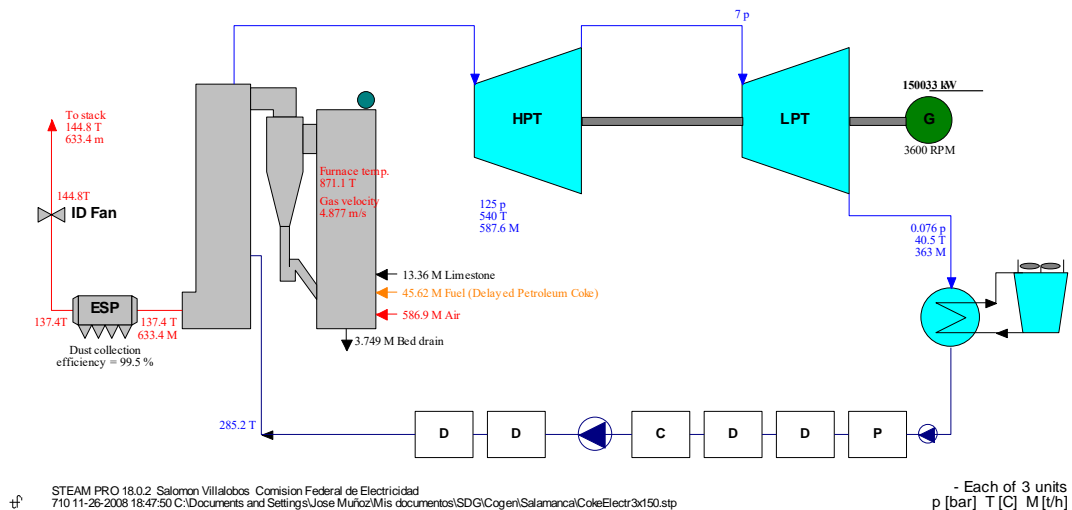 7 p
150033 kW
To stack
144.8 T
633.4 m
HPT
LPT
G
3600 RPM
Furnace temp.
871.1 T
Gas velocity
4.877 m/s
144.8T
ID Fan
125 p
540 T
587.6 M
0.076 p
40.5 T
363 M
13.36 M Limestone
45.62 M Fuel (Delayed Petroleum Coke)
586.9 M Air
3.749 M Bed drain
ESP
137.4T
137.4 T
633.4 M
Dust collection
efficiency = 99.5 %
285.2 T
D
D
C
D
D
P
STEAM PRO 18.0.2 Salomon Villalobos Comision Federal de Electricidad
710 11-26-2008 18:47:50 C:\Documents and Settings\Jose Muñoz\Mis documentos\SDG\Cogen\Salamanca\CokeElectr3x150.stp
- Each of 3 units
p [bar] T [C] M [t/h]